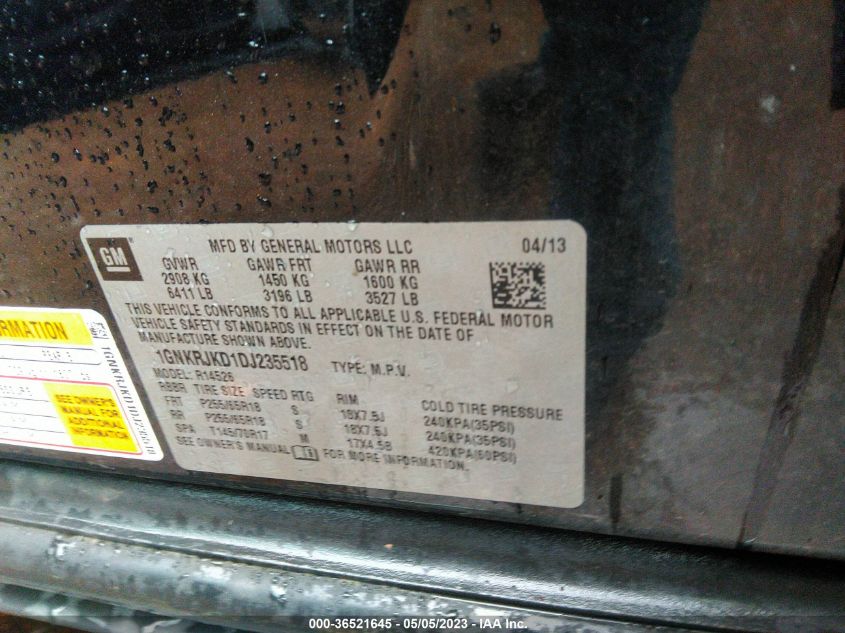 GM
MFD BY GENERAL MOTORS LLC 04/13
GVWR GAWR FRT GAWR RR
2908 KG 1450 KG 1600 KG
6411 LB 3196 LB 3527 LB
THIS VEHICLE CONFORMS TO ALL APPLICABLE U.S. FEDERAL MOTOR
VEHICLE SAFETY STANDARDS IN EFFECT ON THE DATE OF
MANUFACTURE SHOWN ABOVE.
1GNKRJKD1DJ235518 TYPE: M.P.V.
MODEL: R14526
TIRE SIZE SPEED RTG RIM COLD TIRE PRESSURE
FRT P255/65R18 S 18X7.5J 240KPA(35PSI)
RR P255/65R18 S 18X7.5J 240KPA(35PSI)
SPA T145/70R17 M 17X4.5B 420KPA(60PSI)
SEE OWNER'S MANUAL FOR MORE INFORMATION.
ORMATION
REAR 3
SEE OWNERS
MANUAL FOR
ADDITIONAL
INFORMATION
1GNKRJKD1DJ235518
000-36521645 - 05/05/2023 - IAA Inc.